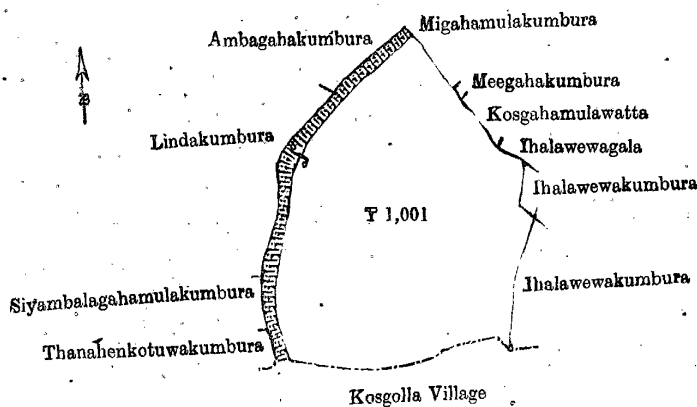 Ambagahakumbura
Migahamulakumbura
Meegahakumbura
Kosgahamulawatta
Lindakumbura
Ihalawewagala
Ihalawewakumbura
₸ 1,001
Ihalawewakumbura
Siyambalagahamulakumbura
Thanahenkotuwakumbura
Kosgolla Village